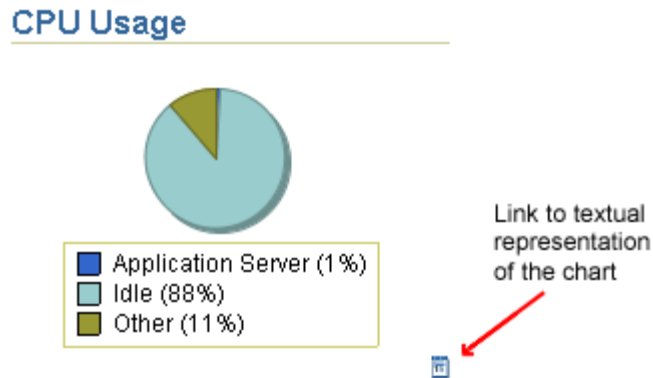 CPU Usage
Application Server (1%)
Idle (88%)
Other (11%)
Link to textual
representation
of the chart